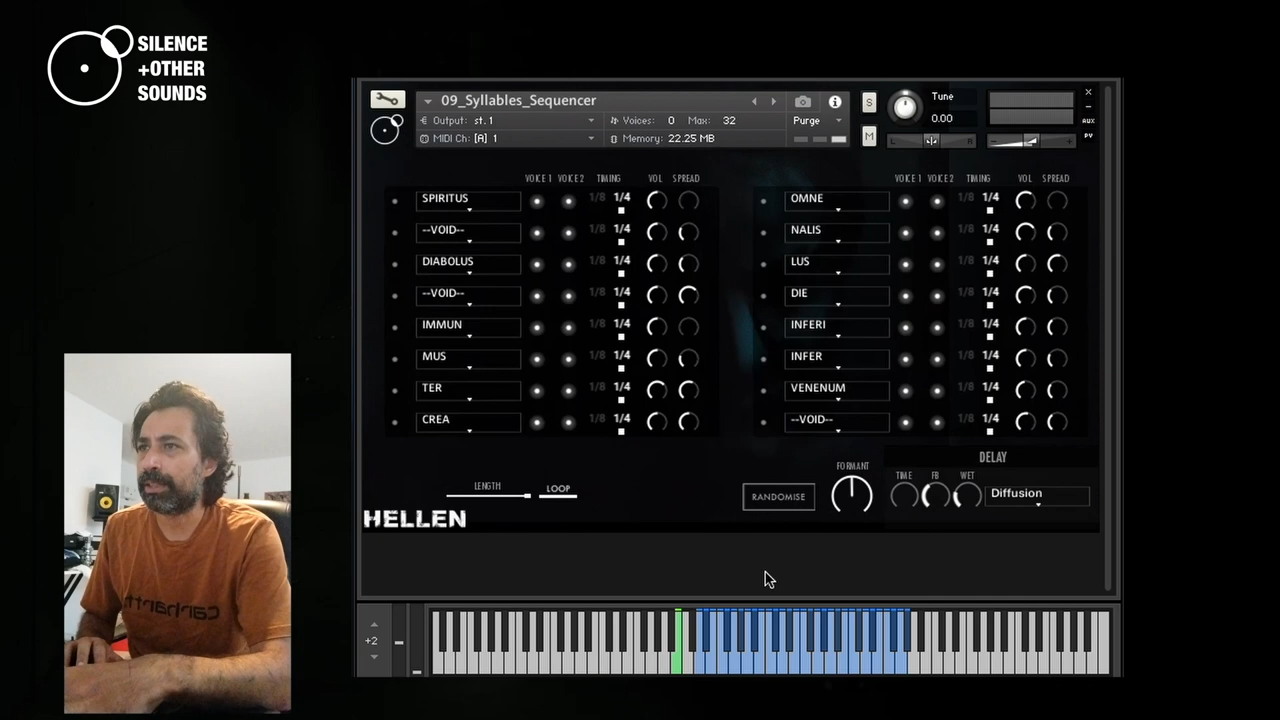 SILENCE
+OTHER
SOUNDS
09_Syllables_Sequencer
Output: st.1
Voices: 0 Max: 32
Purge
MIDI Ch: [A] 1
Memory: 22.25 MB
S
M
Tune
0.00
L R
AUX
PV
VOICE 1 VOICE 2 TIMING VOL SPREAD
VOICE 1 VOICE 2 TIMING VOL SPREAD
SPIRITUS 1/8 1/4
OMNE 1/8 1/4
--VOID-- 1/8 1/4
NALIS 1/8 1/4
DIABOLUS 1/8 1/4
LUS 1/8 1/4
--VOID-- 1/8 1/4
DIE 1/8 1/4
IMMUN 1/8 1/4
INFERI 1/8 1/4
MUS 1/8 1/4
INFER 1/8 1/4
TER 1/8 1/4
VENENUM 1/8 1/4
CREA 1/8 1/4
--VOID-- 1/8 1/4
LENGTH LOOP
RANDOMISE
FORMANT
DELAY
TIME FB WET
Diffusion
HELLEN
+2
carhartt